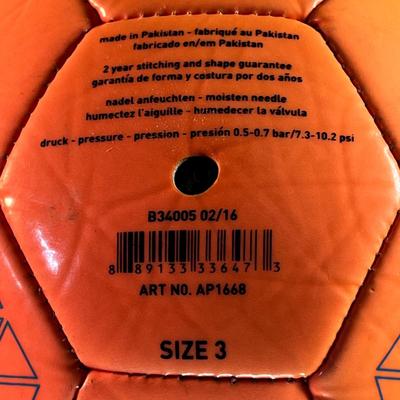 made in Pakistan - fabriqué au Pakistan
fabricado en/em Pakistan
2 year stitching and shape guarantee
garantía de forma y costura por dos años
nadel anfeuchten - moisten needle
humectez l'aiguille - humedecer la válvula
druck - pressure - pression - presión 0.5-0.7 bar/7.3-10.2 psi
B34005 02/16
8 89133 33647 3
ART NO. AP1668
SIZE 3